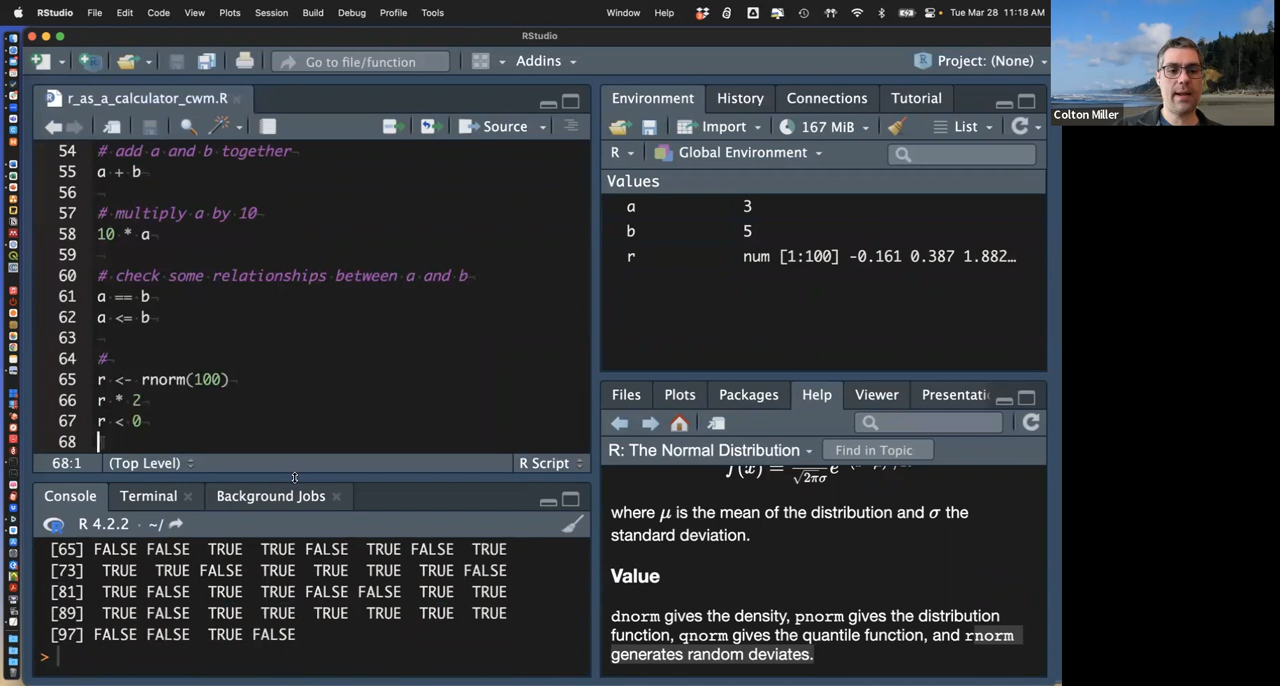 RStudio File Edit Code View Plots Session Build Debug Profile Tools Window Help Tue Mar 28 11:18 AM
RStudio
Go to file/function Addins Project: (None)
r_as_a_calculator_cwm.R
Source
54 # add a and b together
55 a + b
56
57 # multiply a by 10
58 10 * a
59
60 # check some relationships between a and b
61 a == b
62 a <= b
63
64 #
65 r <- rnorm(100)
66 r * 2
67 r < 0
68
68:1 (Top Level) R Script
Console Terminal Background Jobs
R 4.2.2 · ~/
[65] FALSE FALSE TRUE TRUE FALSE TRUE FALSE TRUE
[73] TRUE TRUE FALSE TRUE TRUE TRUE TRUE FALSE
[81] TRUE TRUE TRUE TRUE FALSE FALSE TRUE TRUE
[89] TRUE TRUE FALSE TRUE TRUE TRUE TRUE TRUE
[97] FALSE FALSE TRUE FALSE
>
Environment History Connections Tutorial
Import 167 MiB List
R Global Environment
Values
a 3
b 5
r num [1:100] -0.161 0.387 1.882…
Files Plots Packages Help Viewer Presentati
R: The Normal Distribution Find in Topic
where μ is the mean of the distribution and σ the
standard deviation.
Value
dnorm gives the density, pnorm gives the distribution
function, qnorm gives the quantile function, and rnorm
generates random deviates.
Colton Miller